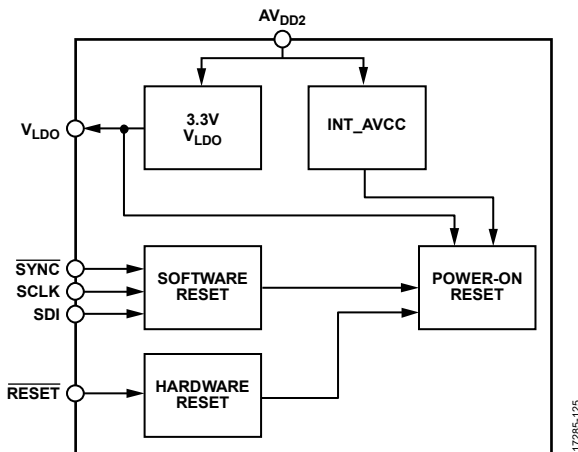 AVDD2
3.3V
VLDO
INT_AVCC
VLDO
SYNC
SCLK
SDI
SOFTWARE
RESET
POWER-ON
RESET
RESET
HARDWARE
RESET
17285-125